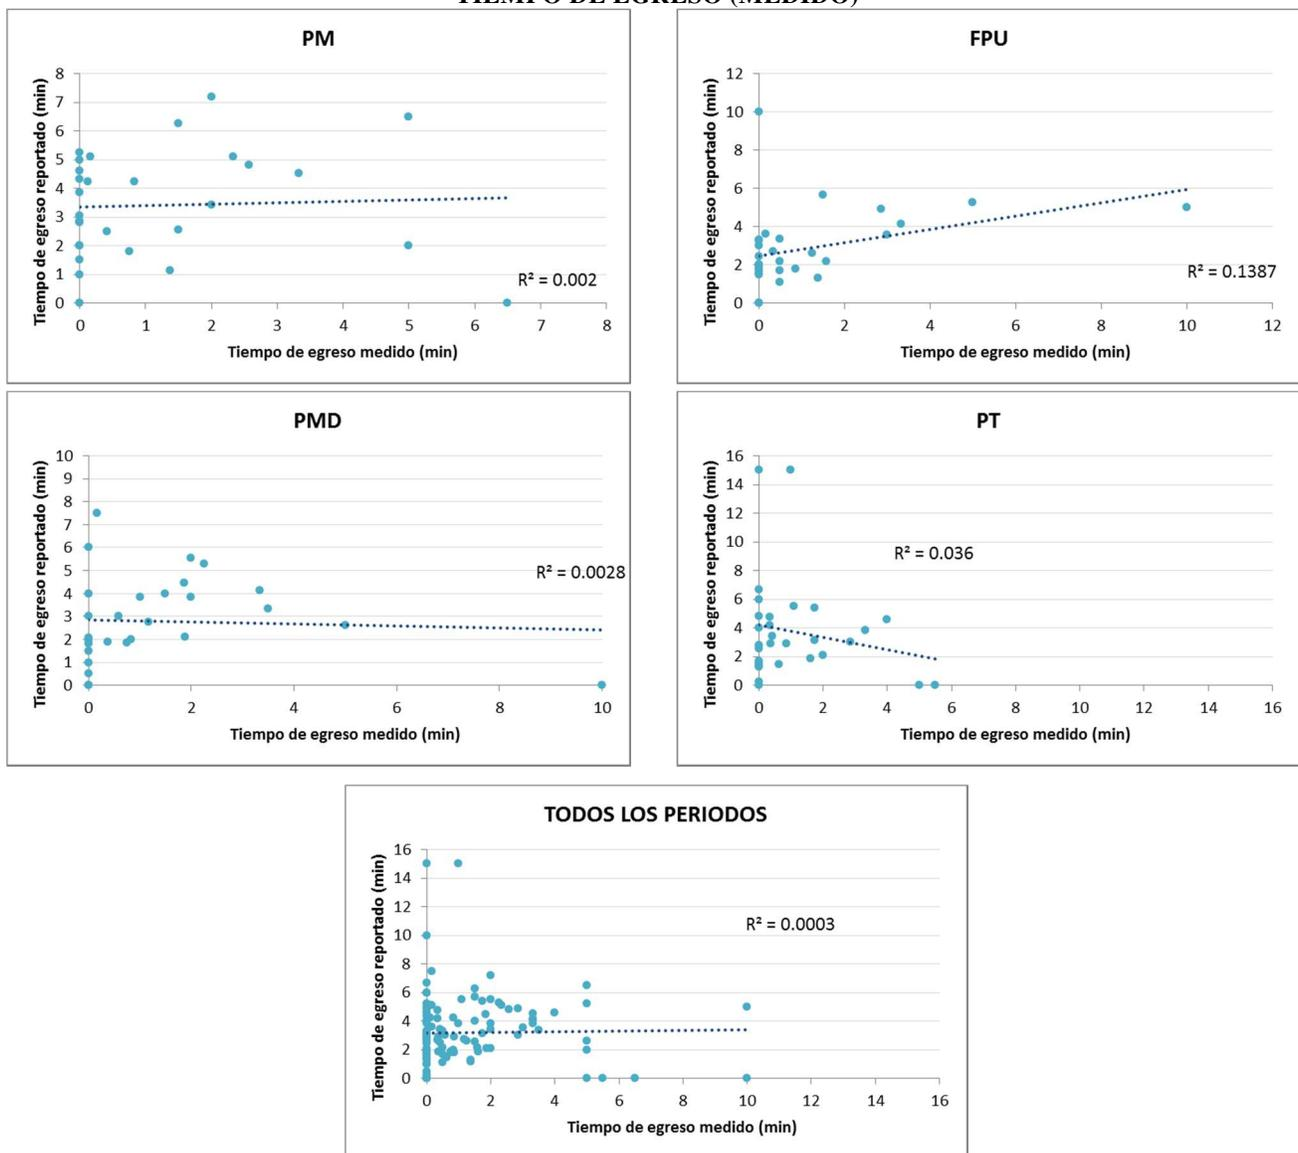 TIEMPO DE EGRESO (MEDIDO)
PM
Tiempo de egreso reportado (min)
8
7
6
5
4
3
2
1
0
R² = 0.002
0 1 2 3 4 5 6 7 8
Tiempo de egreso medido (min)
FPU
Tiempo de egreso reportado (min)
12
10
8
6
4
2
0
R² = 0.1387
0 2 4 6 8 10 12
Tiempo de egreso medido (min)
PMD
Tiempo de egreso reportado (min)
10
9
8
7
6
5
4
3
2
1
0
R² = 0.0028
0 2 4 6 8 10
Tiempo de egreso medido (min)
PT
Tiempo de egreso reportado (min)
16
14
12
10
8
6
4
2
0
R² = 0.036
0 2 4 6 8 10 12 14 16
Tiempo de egreso medido (min)
TODOS LOS PERIODOS
Tiempo de egreso reportado (min)
16
14
12
10
8
6
4
2
0
R² = 0.0003
0 2 4 6 8 10 12 14 16
Tiempo de egreso medido (min)